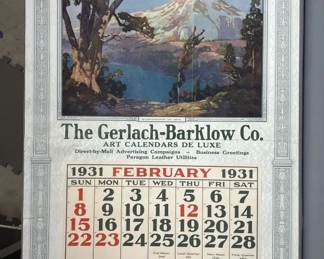 The Gerlach-Barklow Co.
ART CALENDARS DE LUXE
Direct-by-Mail Advertising Campaigns – Business Greetings
Paragon Leather Utilities
1931 FEBRUARY 1931
SUN MON TUE WED THU FRI SAT
1 2 3 4 5 6 7
8 9 10 11 12 13 14
15 16 17 18 19 20 21
22 23 24 25 26 27 28